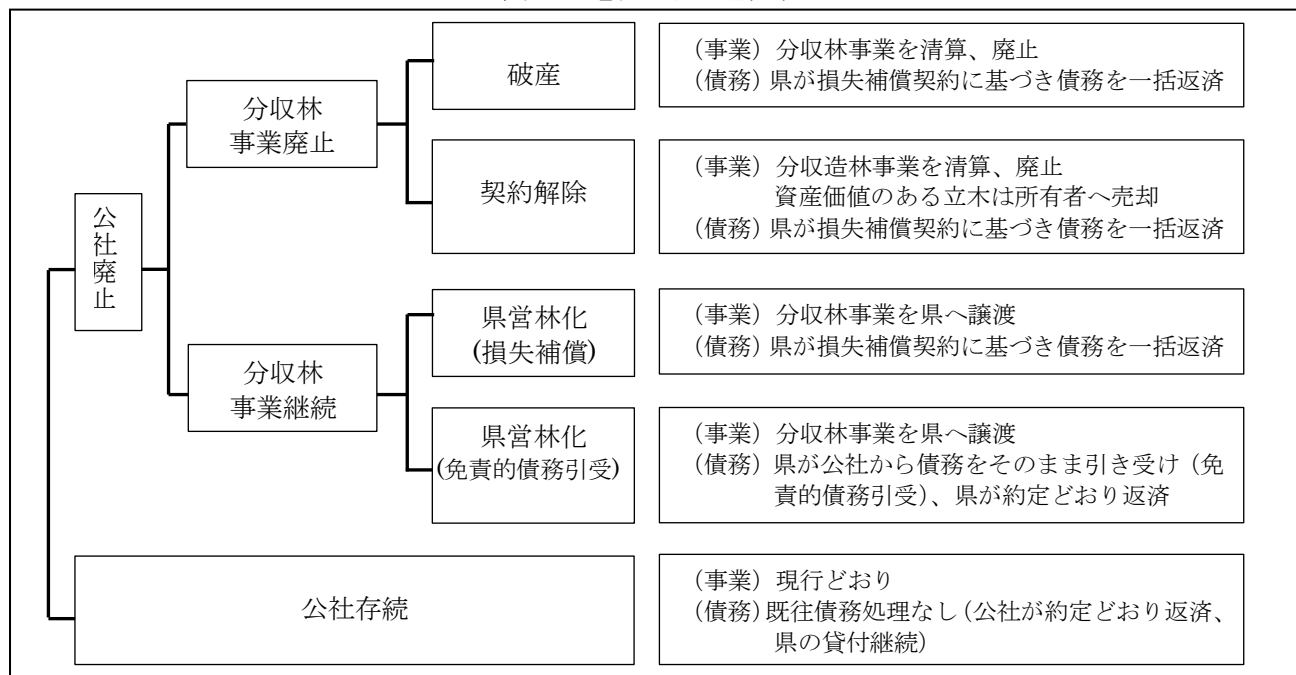 公社廃止
分収林
事業廃止
破産
(事業) 分収林事業を清算、廃止
(債務) 県が損失補償契約に基づき債務を一括返済
契約解除
(事業) 分収造林事業を清算、廃止
資産価値のある立木は所有者へ売却
(債務) 県が損失補償契約に基づき債務を一括返済
分収林
事業継続
県営林化
(損失補償)
(事業) 分収林事業を県へ譲渡
(債務) 県が損失補償契約に基づき債務を一括返済
県営林化
(免責的債務引受)
(事業) 分収林事業を県へ譲渡
(債務) 県が公社から債務をそのまま引き受け (免
責的債務引受)、県が約定どおり返済
公社存続
(事業) 現行どおり
(債務) 既往債務処理なし (公社が約定どおり返済、
県の貸付継続)